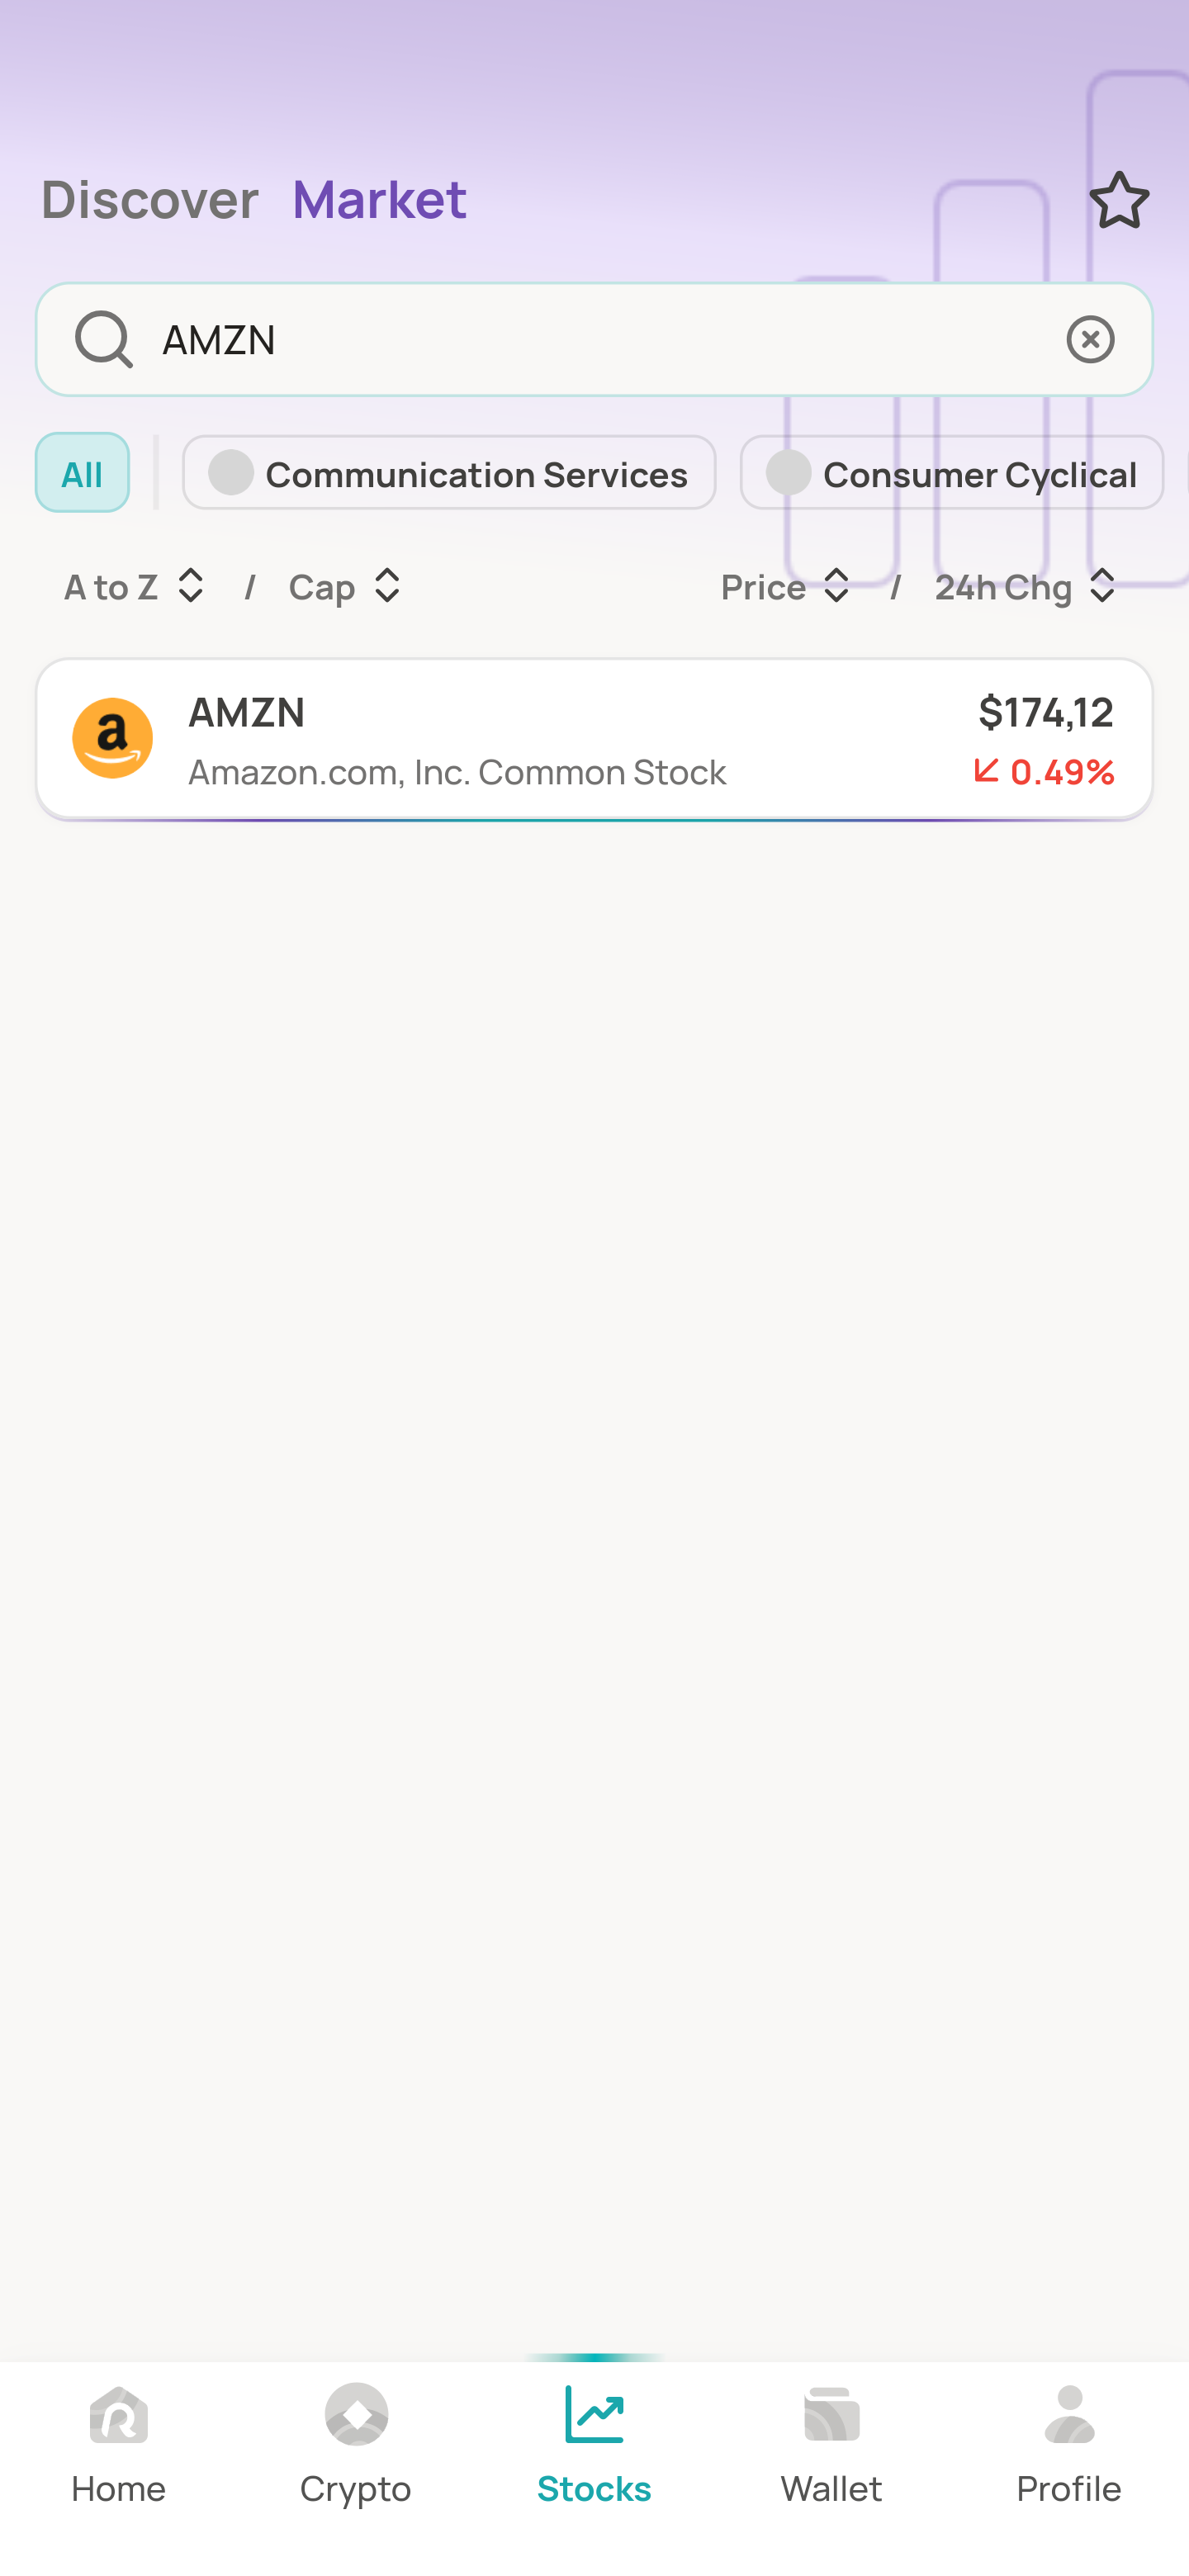 Discover Market
AMZN
All Communication Services Consumer Cyclical
A to Z / Cap Price / 24h Chg
AMZN $174,12
Amazon.com, Inc. Common Stock 0.49%
Home Crypto Stocks Wallet Profile